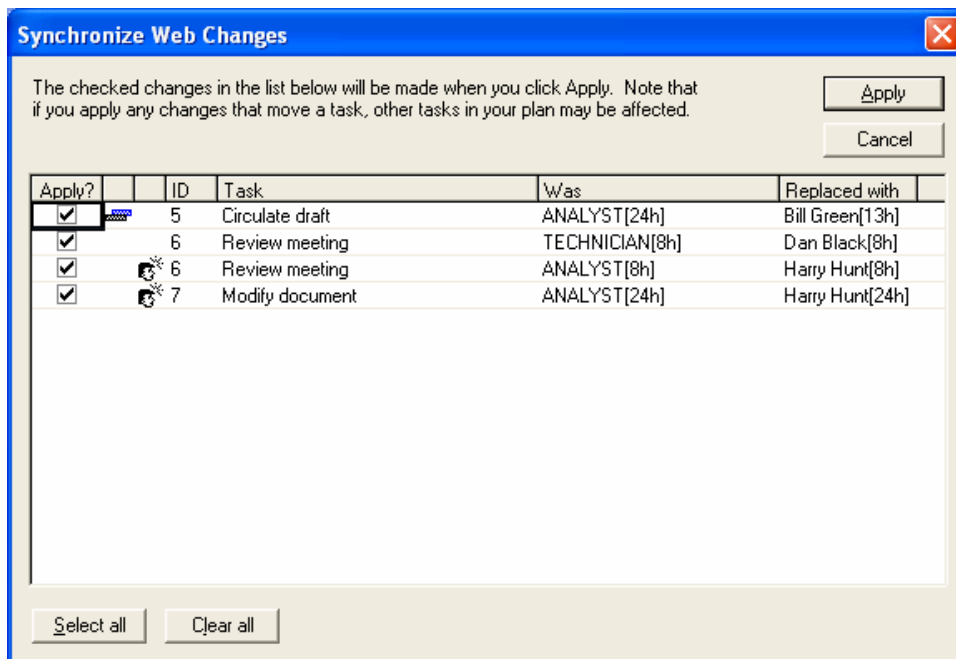 Synchronize Web Changes
The checked changes in the list below will be made when you click Apply. Note that
if you apply any changes that move a task, other tasks in your plan may be affected.
Apply
Cancel
Apply? ID Task Was Replaced with
5 Circulate draft ANALYST[24h] Bill Green[13h]
6 Review meeting TECHNICIAN[8h] Dan Black[8h]
6 Review meeting ANALYST[8h] Harry Hunt[8h]
7 Modify document ANALYST[24h] Harry Hunt[24h]
Select all Clear all